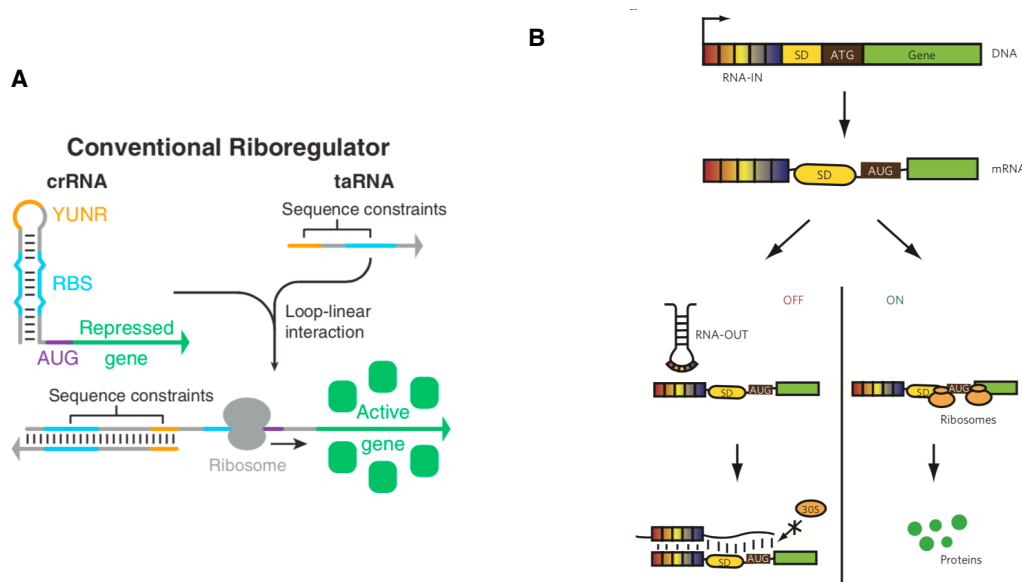 A
Conventional Riboregulator
crRNA
taRNA
YUNR
Sequence constraints
RBS
Loop-linear
interaction
Repressed
gene
AUG
Sequence constraints
Active
gene
Ribosome
B
SD ATG Gene DNA
RNA-IN
SD AUG mRNA
OFF ON
RNA-OUT
SD AUG
SD AUG
Ribosomes
30S
SD AUG
Proteins